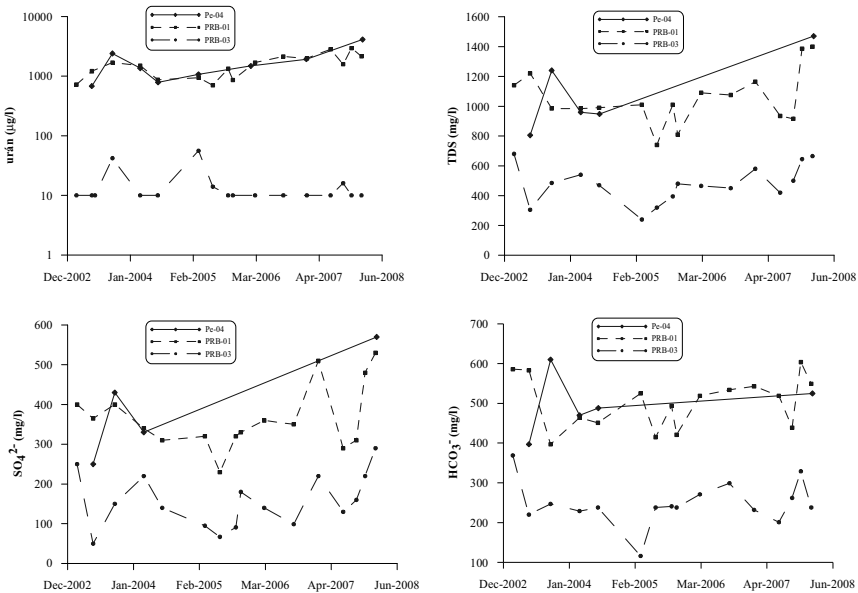 Pe-04
PRB-01
PRB-03
urán (µg/l)
10000
1000
100
10
1
Dec-2002 Jan-2004 Feb-2005 Mar-2006 Apr-2007 Jun-2008
Pe-04
PRB-01
PRB-03
TDS (mg/l)
1600
1400
1200
1000
800
600
400
200
0
Dec-2002 Jan-2004 Feb-2005 Mar-2006 Apr-2007 Jun-2008
Pe-04
PRB-01
PRB-03
SO₄²⁻ (mg/l)
600
500
400
300
200
100
0
Dec-2002 Jan-2004 Feb-2005 Mar-2006 Apr-2007 Jun-2008
Pe-04
PRB-01
PRB-03
HCO₃⁻ (mg/l)
700
600
500
400
300
200
100
Dec-2002 Jan-2004 Feb-2005 Mar-2006 Apr-2007 Jun-2008